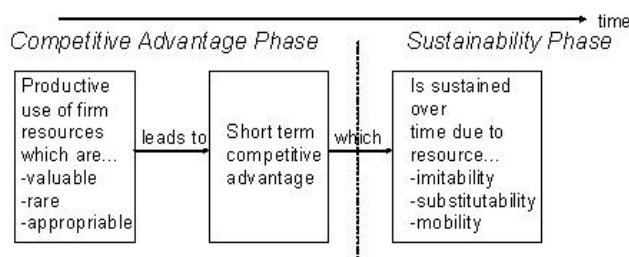 time
Competitive Advantage Phase
Sustainability Phase
Productive
use of firm
resources
which are...
-valuable
-rare
-appropriable
leads to
Short term
competitive
advantage
which
Is sustained
over
time due to
resource...
-imitability
-substitutability
-mobility